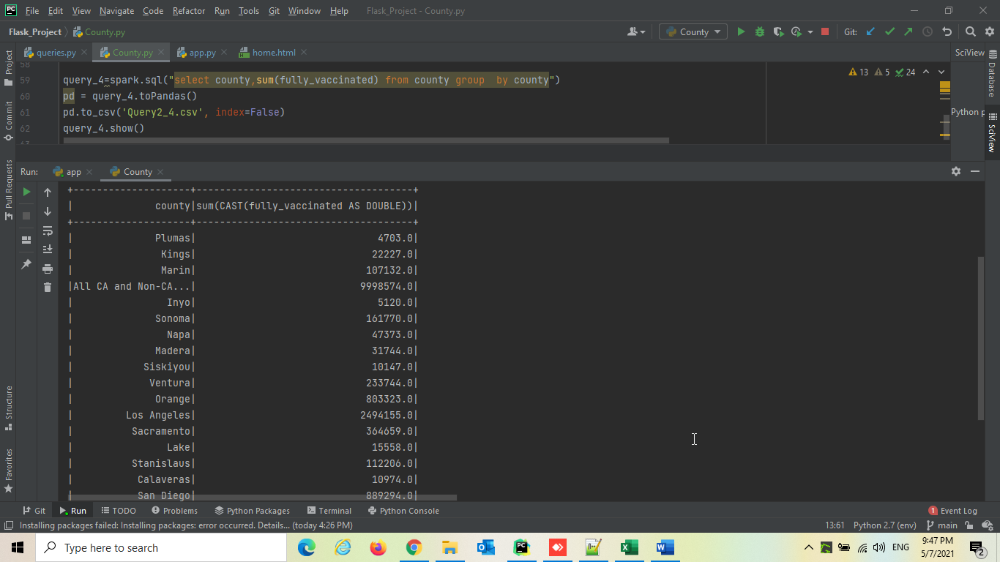 File Edit View Navigate Code Refactor Run Tools Git Window Help Flask_Project - County.py
Flask_Project County.py County Git:
queries.py County.py app.py home.html SciView
58
59 query_4=spark.sql("select county,sum(fully_vaccinated) from county group  by county") 13 5 24
60 pd = query_4.toPandas()
61 pd.to_csv('Query2_4.csv', index=False) Python p
62 query_4.show()
63
Project
Commit
Pull Requests
Structure
Favorites
Database
SciView
Run: app County
+--------------------+-------------------------------------+
|              county|sum(CAST(fully_vaccinated AS DOUBLE))|
+--------------------+-------------------------------------+
|              Plumas|                               4703.0|
|               Kings|                              22227.0|
|               Marin|                             107132.0|
|All CA and Non-CA...|                            9998574.0|
|                Inyo|                               5120.0|
|              Sonoma|                             161770.0|
|                Napa|                              47373.0|
|              Madera|                              31744.0|
|            Siskiyou|                              10147.0|
|             Ventura|                             233744.0|
|              Orange|                             803323.0|
|         Los Angeles|                            2494155.0|
|          Sacramento|                             364659.0|
|                Lake|                              15558.0|
|          Stanislaus|                             112206.0|
|           Calaveras|                              10974.0|
|           San Diego|                             889294.0|
Git Run TODO Problems Python Packages Terminal Python Console 1 Event Log
Installing packages failed: Installing packages: error occurred. Details... (today 4:26 PM) 13:61 Python 2.7 (env) main
Type here to search ENG 9:47 PM
5/7/2021 2